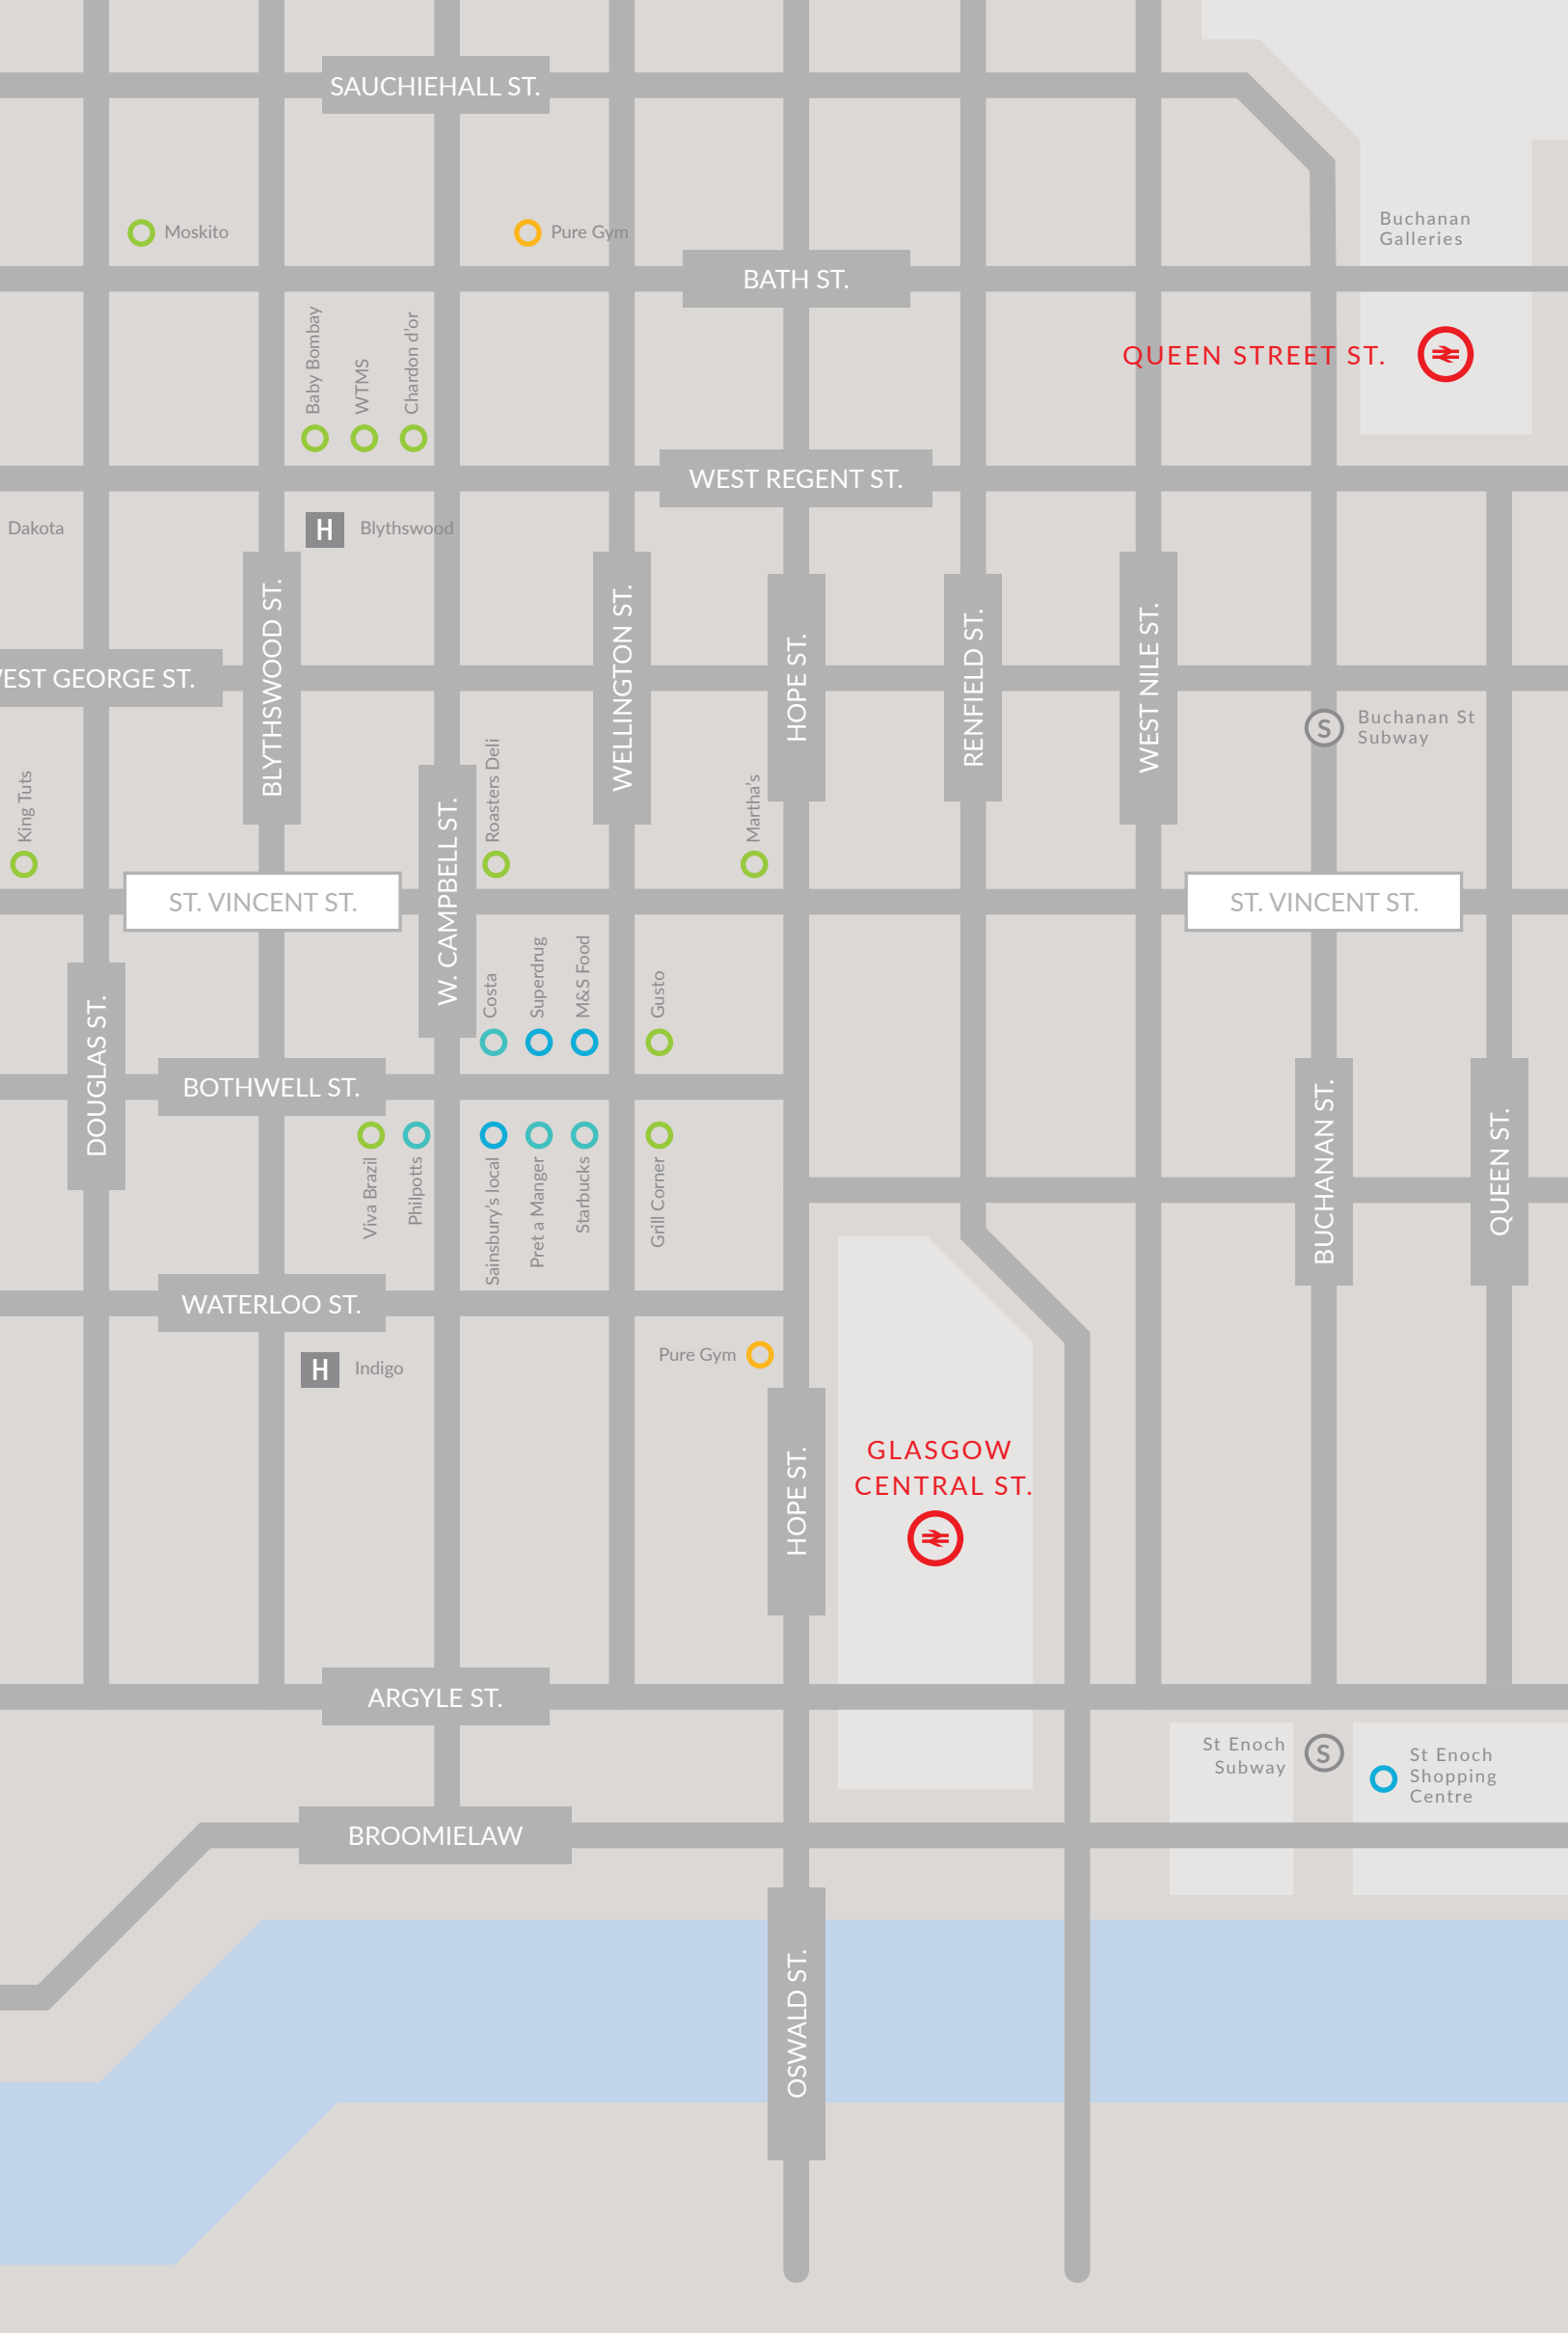 SAUCHIEHALL ST.
Moskito
Pure Gym
Buchanan
Galleries
BATH ST.
Baby Bombay
WTMS
Chardon d'or
QUEEN STREET ST.
WEST REGENT ST.
Dakota
H
Blythswood
BLYTHSWOOD ST.
WELLINGTON ST.
HOPE ST.
RENFIELD ST.
WEST NILE ST.
EST GEORGE ST.
S
Buchanan St
Subway
King Tuts
W. CAMPBELL ST.
Roasters Deli
Martha's
ST. VINCENT ST.
ST. VINCENT ST.
DOUGLAS ST.
Costa
Superdrug
M&S Food
Gusto
BOTHWELL ST.
BUCHANAN ST.
QUEEN ST.
Viva Brazil
Philpotts
Sainsbury's local
Pret a Manger
Starbucks
Grill Corner
WATERLOO ST.
H
Indigo
Pure Gym
HOPE ST.
GLASGOW
CENTRAL ST.
ARGYLE ST.
St Enoch
Subway
S
St Enoch
Shopping
Centre
BROOMIELAW
OSWALD ST.